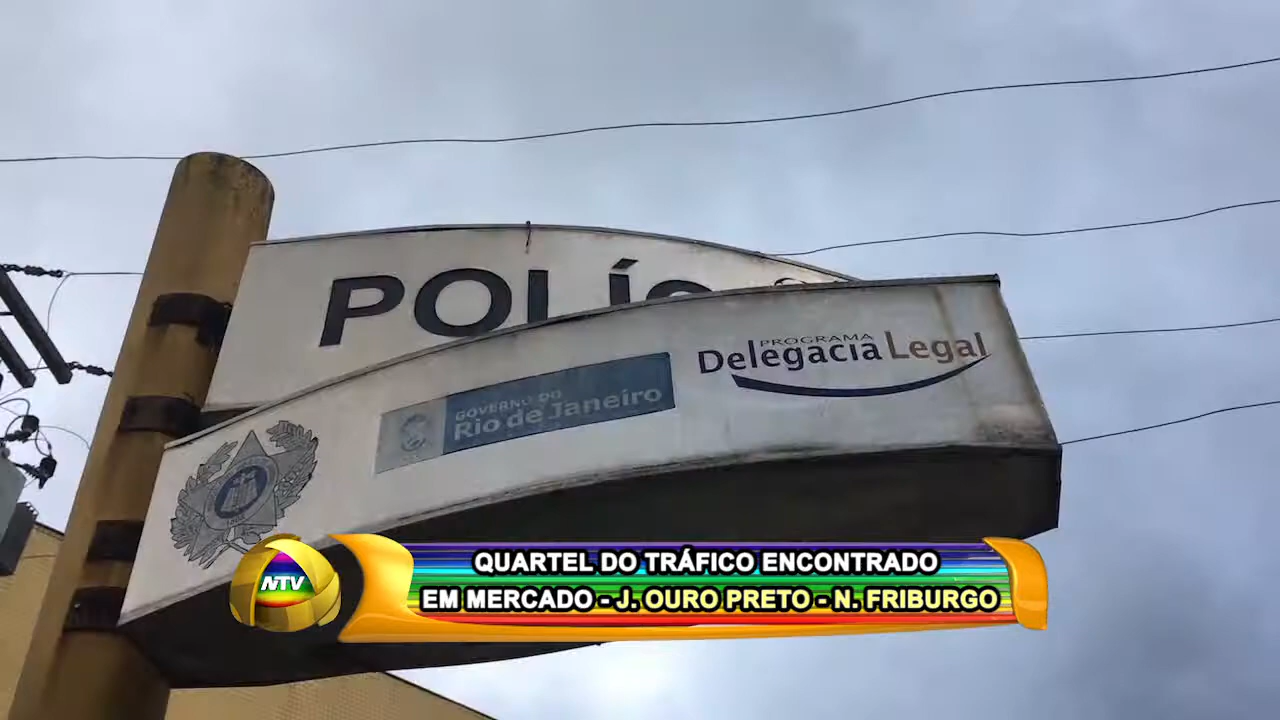 POLÍ
PROGRAMA
Delegacia Legal
GOVERNO DO
Rio de Janeiro
NTV
QUARTEL DO TRÁFICO ENCONTRADO
EM MERCADO - J. OURO PRETO - N. FRIBURGO